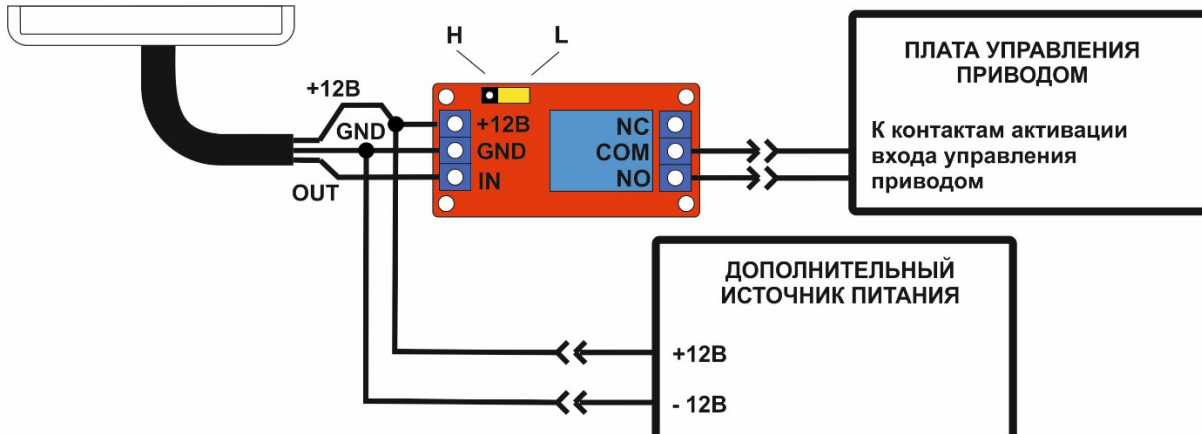 H
L
+12В
GND
OUT
+12В
GND
IN
NC
COM
NO
ПЛАТА УПРАВЛЕНИЯ
ПРИВОДОМ
К контактам активации
входа управления
приводом
ДОПОЛНИТЕЛЬНЫЙ
ИСТОЧНИК ПИТАНИЯ
+12В
- 12В